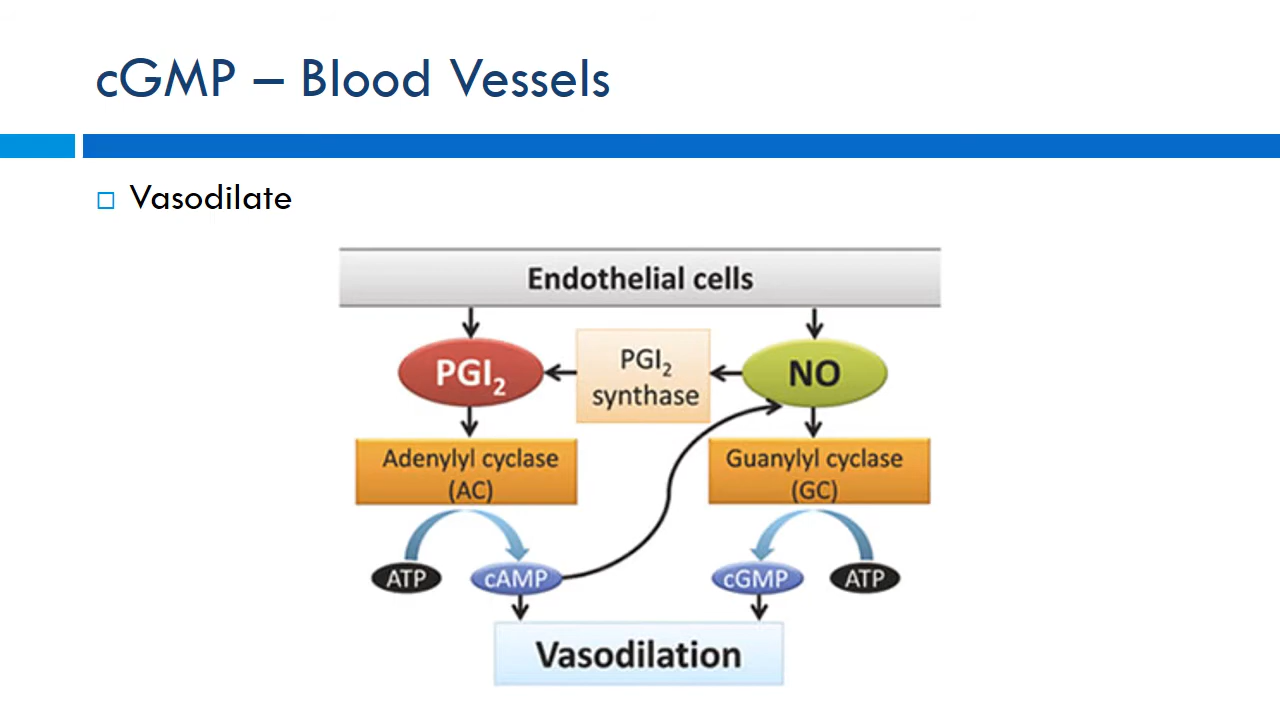 cGMP – Blood Vessels
Vasodilate
Endothelial cells
PGI₂
PGI₂
synthase
NO
Adenylyl cyclase
(AC)
Guanylyl cyclase
(GC)
ATP
cAMP
cGMP
ATP
Vasodilation